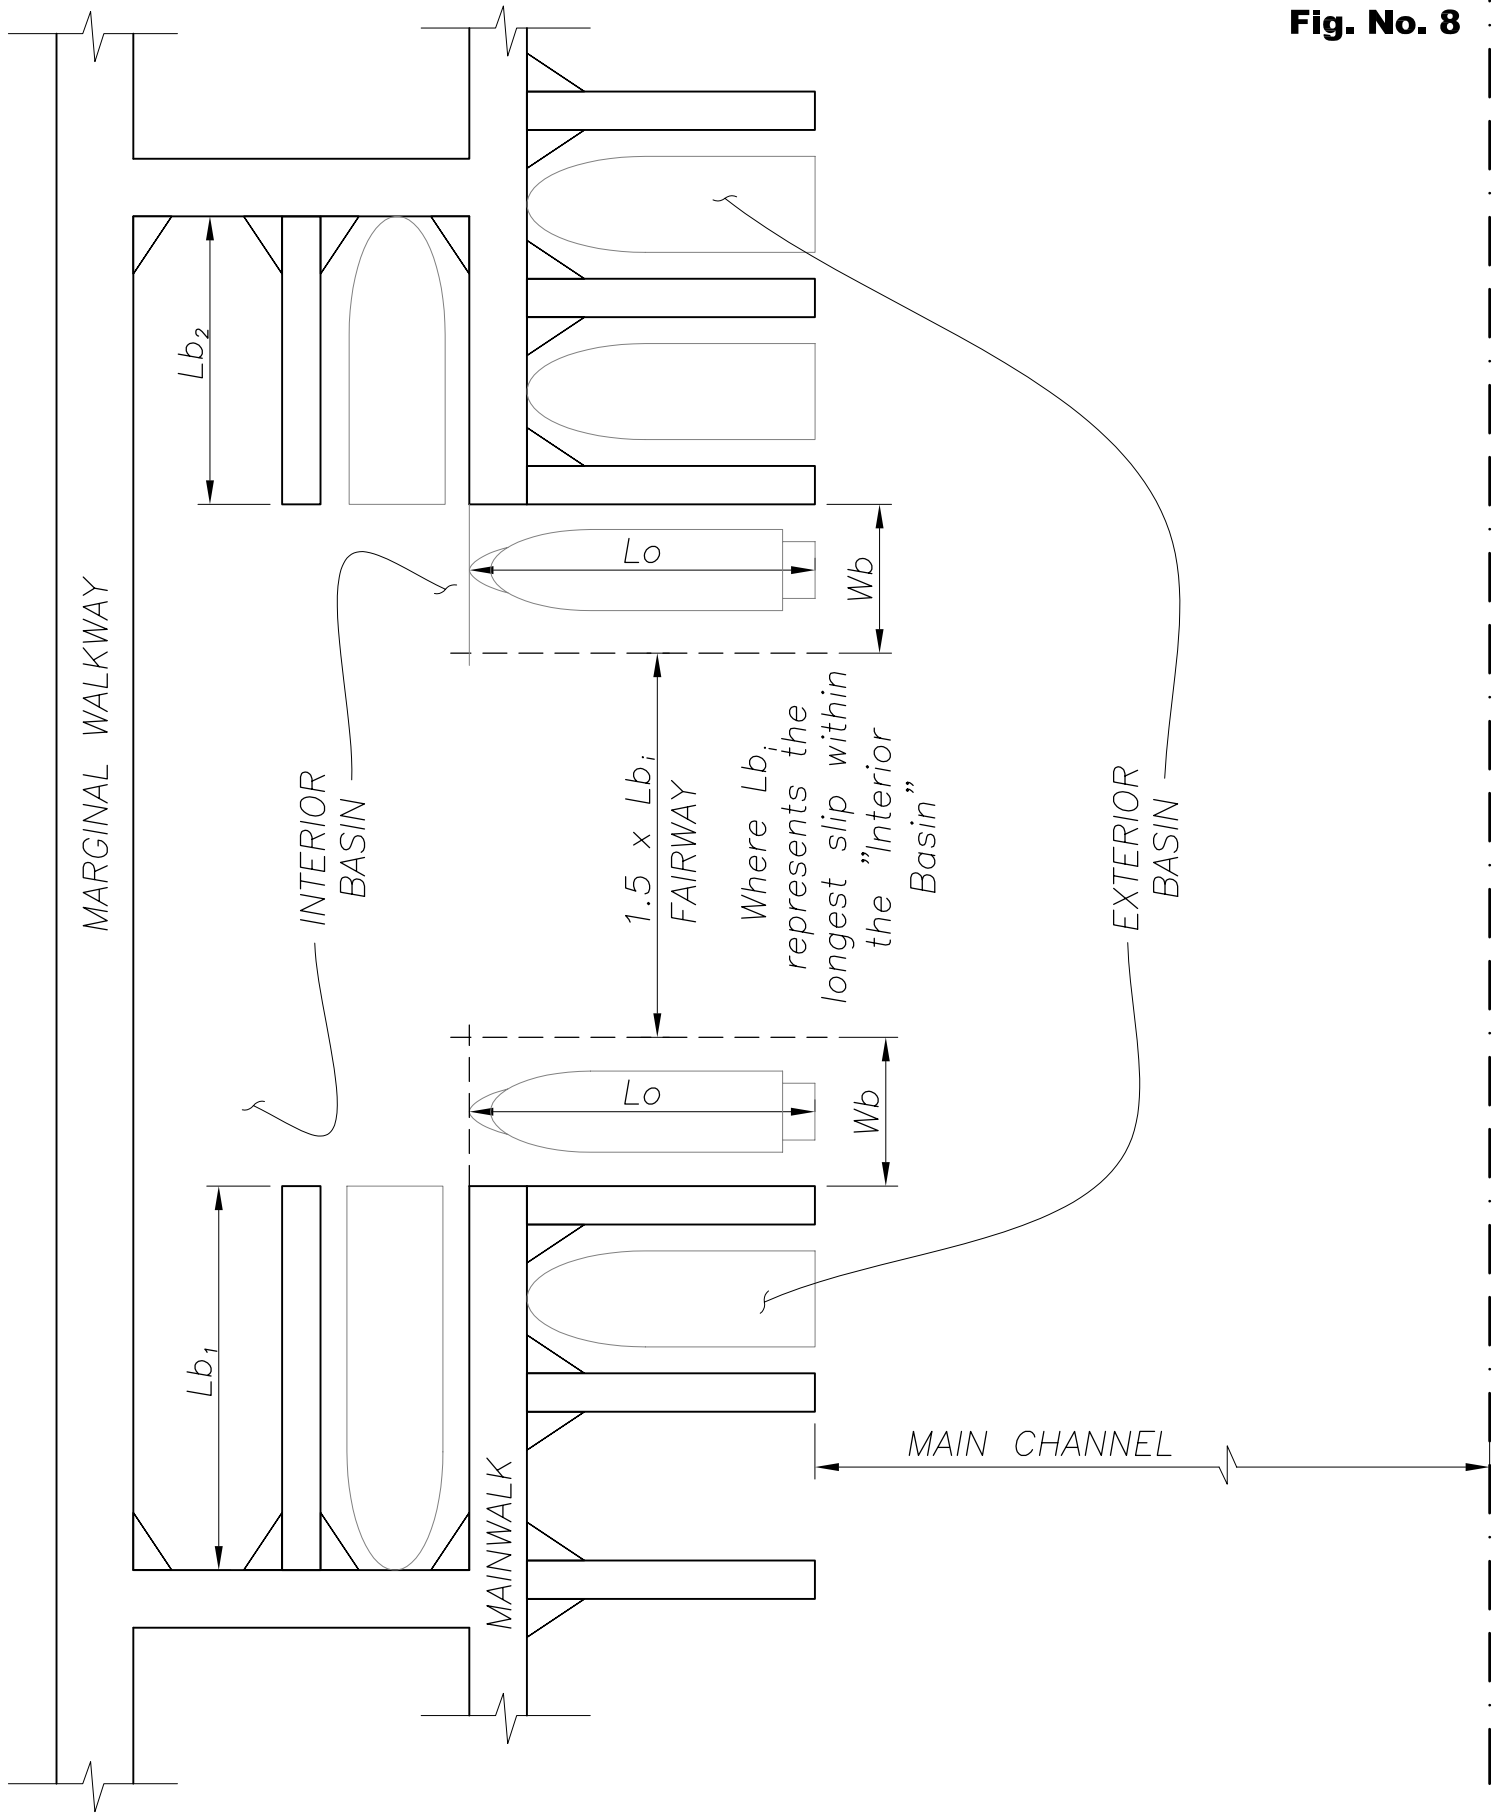 Fig. No. 8
MARGINAL WALKWAY
Lb2
Lo
Wb
INTERIOR
BASIN
1.5 x Lbi
FAIRWAY
Where Lbi
represents the
longest slip within
the "Interior
Basin"
EXTERIOR
BASIN
Lo
Wb
Lb1
MAINWALK
MAIN CHANNEL